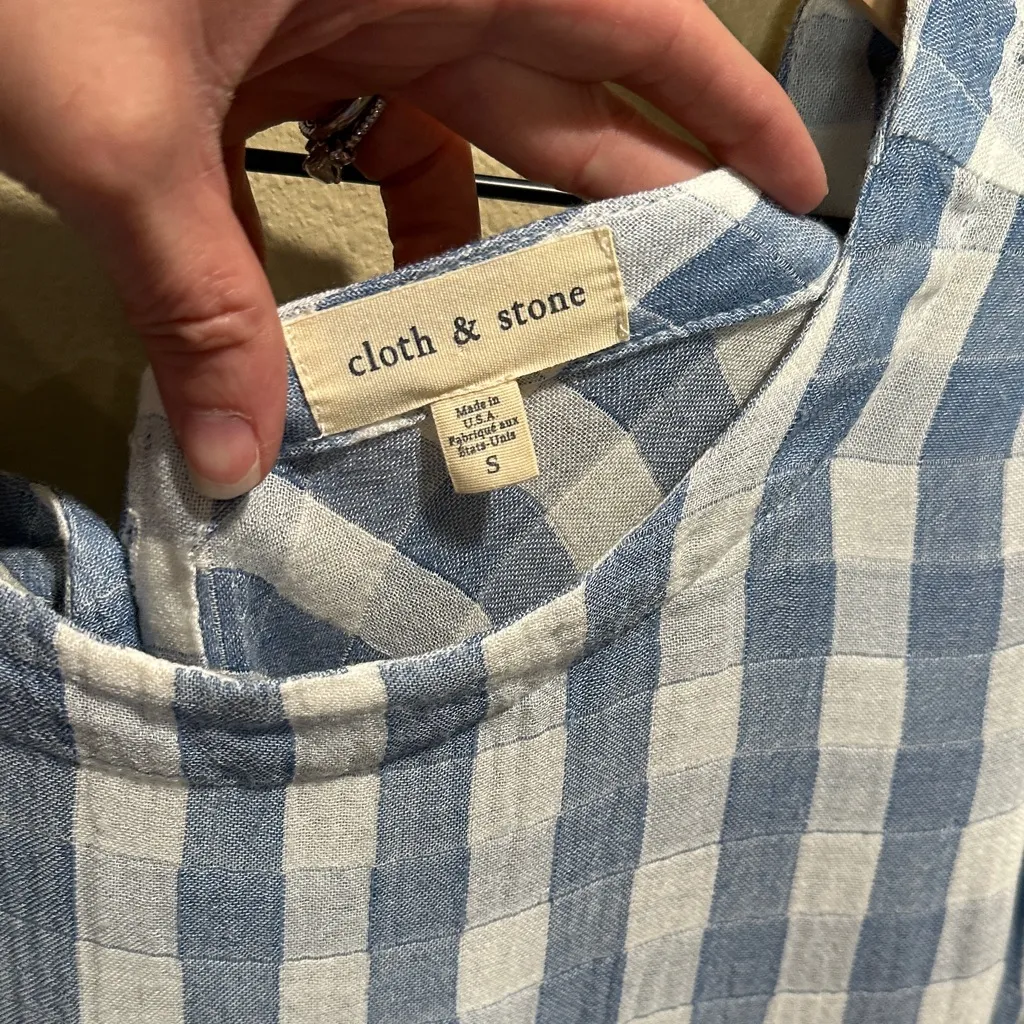 cloth & stone
Made in
U.S.A
Fabriqué aux
États-Unis
S